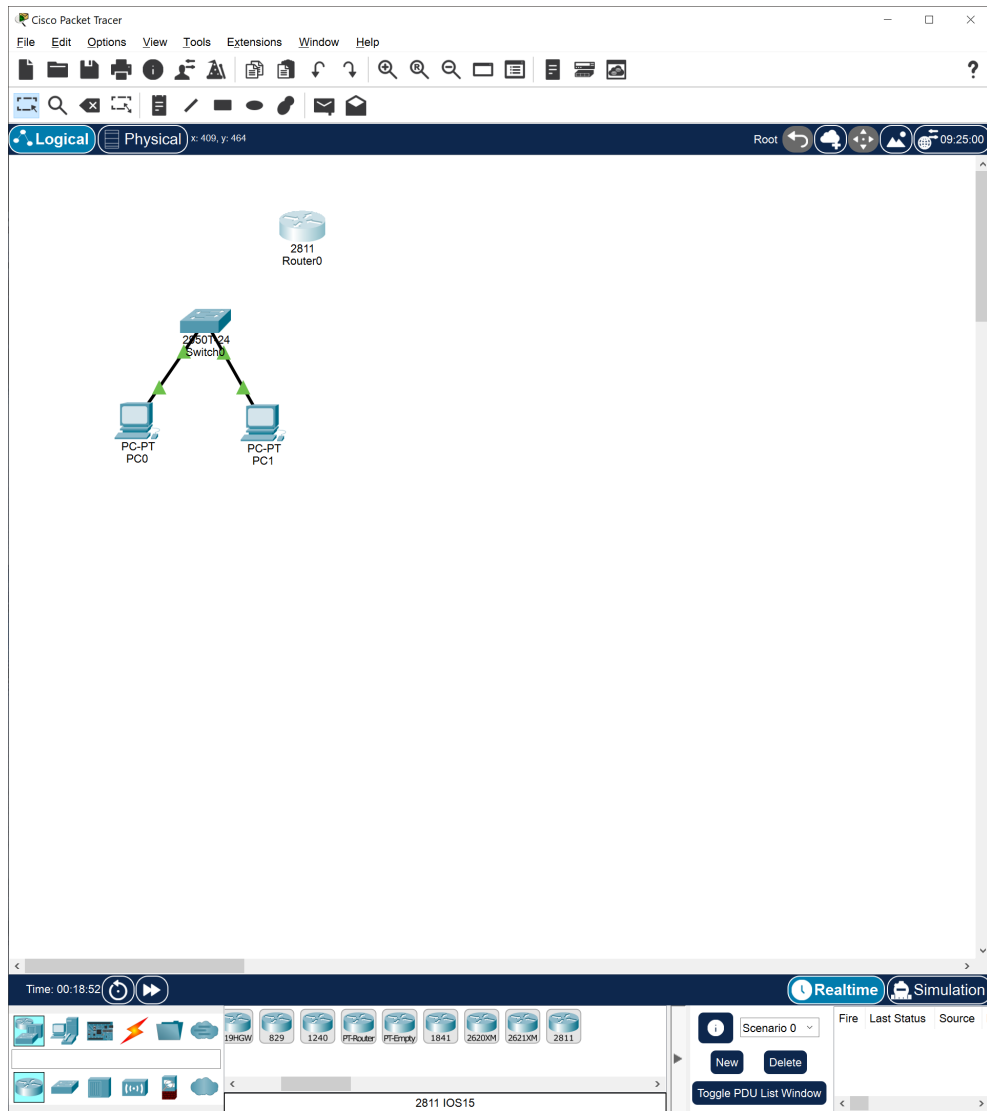 Cisco Packet Tracer
File Edit Options View Tools Extensions Window Help
Logical Physical x: 409, y: 464 Root 09:25:00
2811
Router0
2950T-24
Switch0
PC-PT
PC0
PC-PT
PC1
Time: 00:18:52 Realtime Simulation
19HGW 829 1240 PT-Router PT-Empty 1841 2620XM 2621XM 2811
2811 IOS15
Scenario 0
New Delete
Toggle PDU List Window
Fire Last Status Source